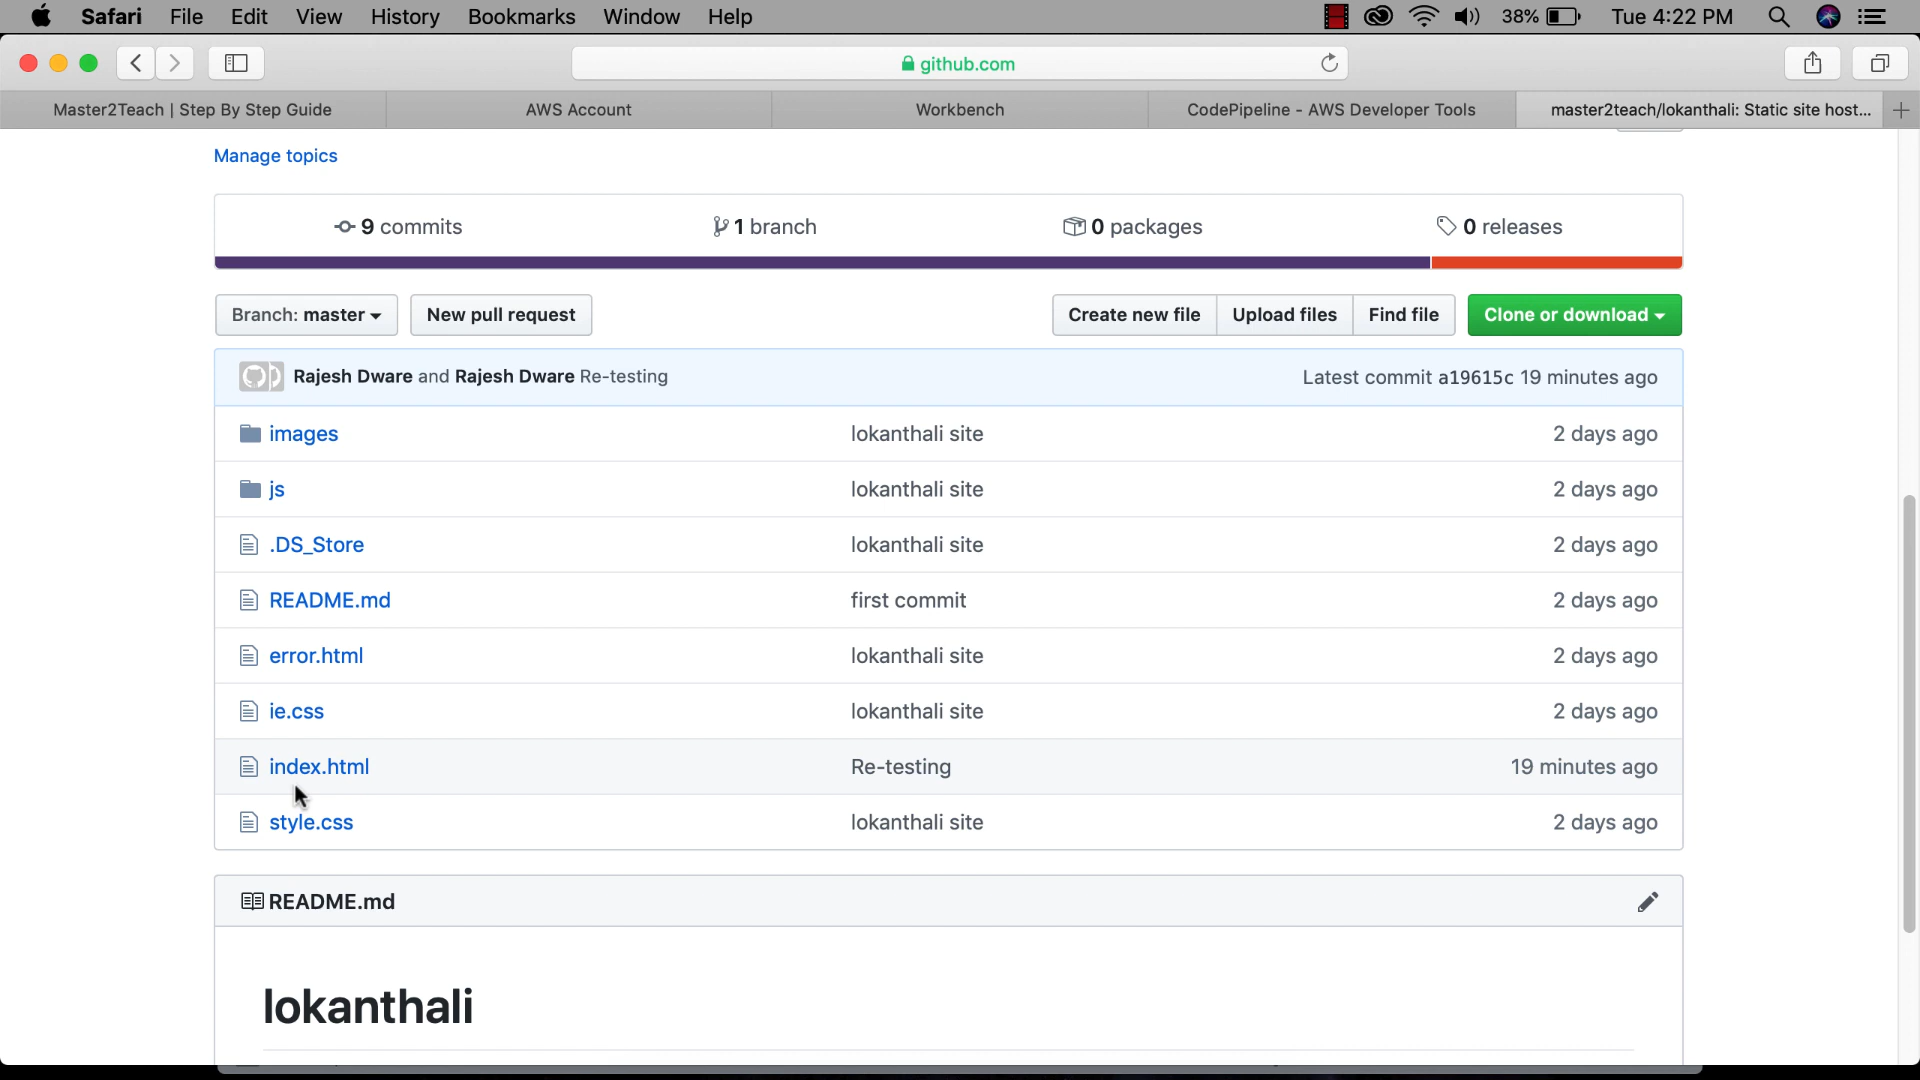 Safari File Edit View History Bookmarks Window Help 38% Tue 4:22 PM
github.com
Master2Teach | Step By Step Guide AWS Account Workbench CodePipeline - AWS Developer Tools master2teach/lokanthali: Static site host...
Manage topics
9 commits 1 branch 0 packages 0 releases
Branch: master New pull request Create new file Upload files Find file Clone or download
Rajesh Dware and Rajesh Dware Re-testing Latest commit a19615c 19 minutes ago
images lokanthali site 2 days ago
js lokanthali site 2 days ago
.DS_Store lokanthali site 2 days ago
README.md first commit 2 days ago
error.html lokanthali site 2 days ago
ie.css lokanthali site 2 days ago
index.html Re-testing 19 minutes ago
style.css lokanthali site 2 days ago
README.md
lokanthali